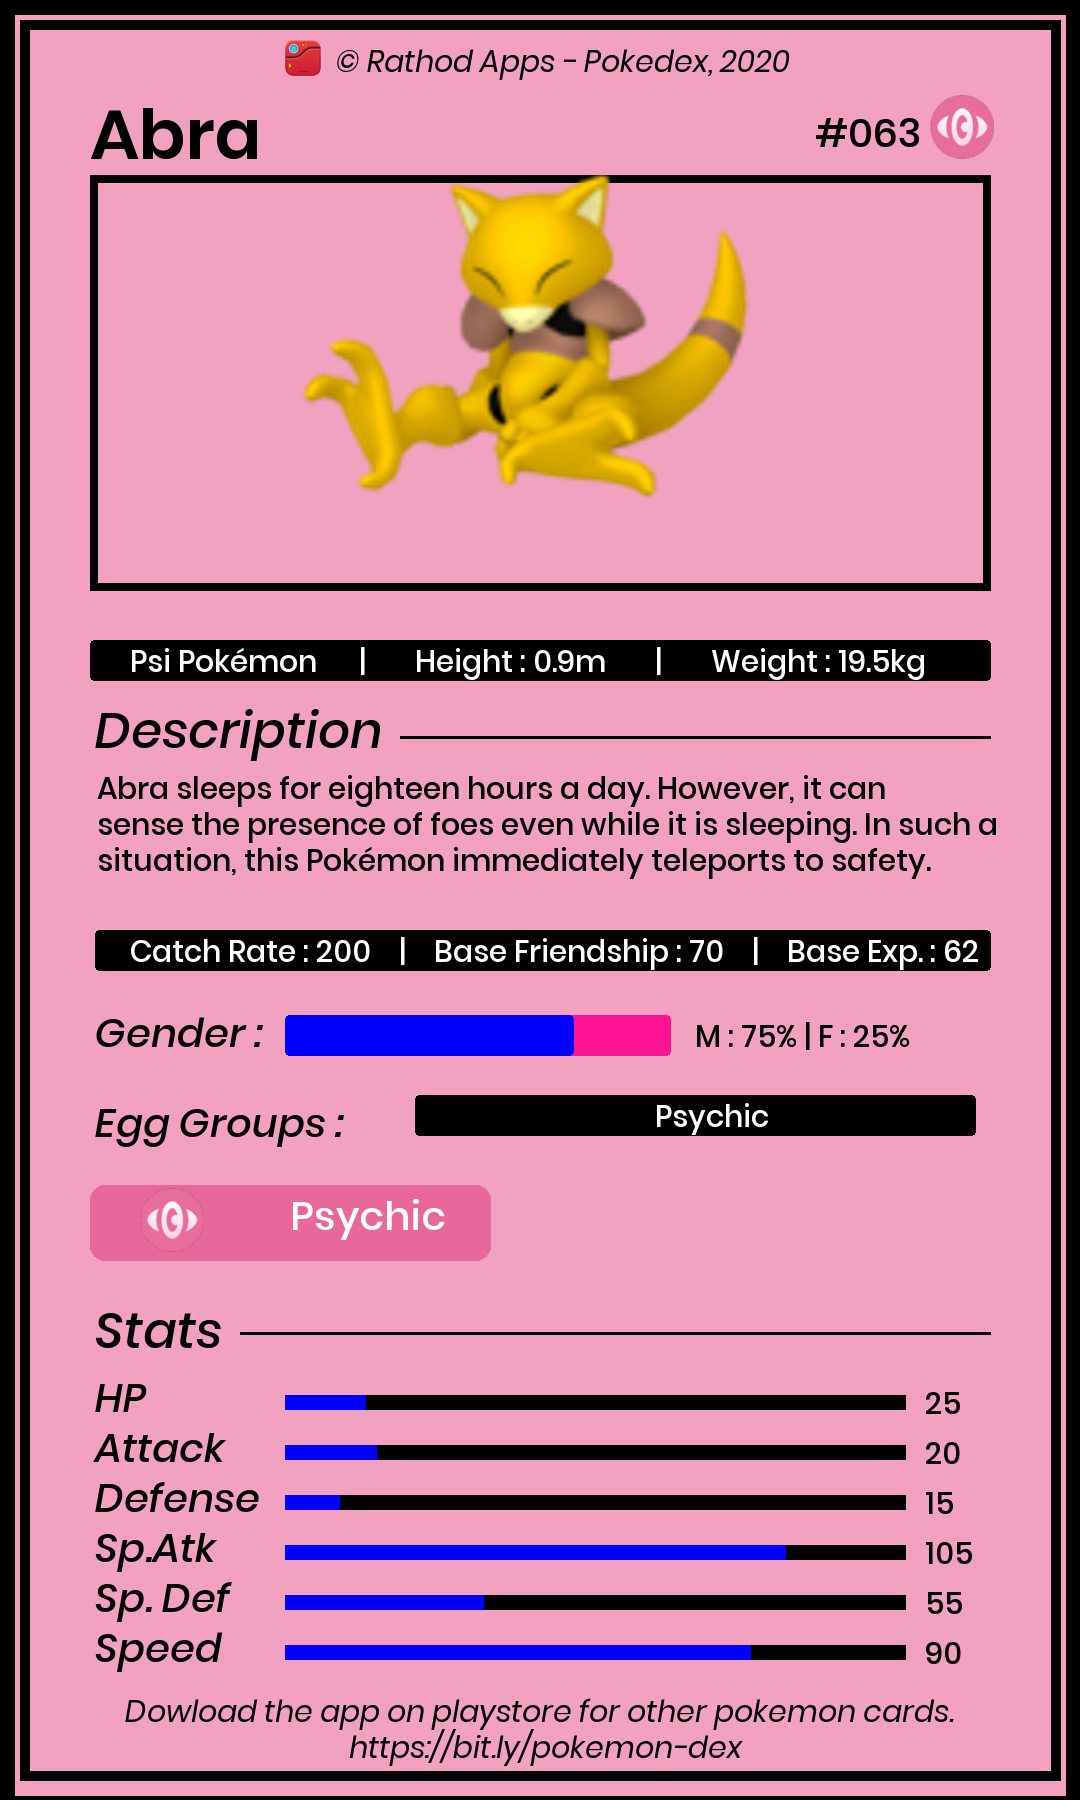 © Rathod Apps - Pokedex, 2020
Abra #063
Psi Pokémon | Height : 0.9m | Weight : 19.5kg
Description
Abra sleeps for eighteen hours a day. However, it can
sense the presence of foes even while it is sleeping. In such a
situation, this Pokémon immediately teleports to safety.
Catch Rate : 200 | Base Friendship : 70 | Base Exp. : 62
Gender : M : 75% | F : 25%
Egg Groups : Psychic
Psychic
Stats
HP 25
Attack 20
Defense 15
Sp.Atk 105
Sp. Def 55
Speed 90
Dowload the app on playstore for other pokemon cards.
https://bit.ly/pokemon-dex